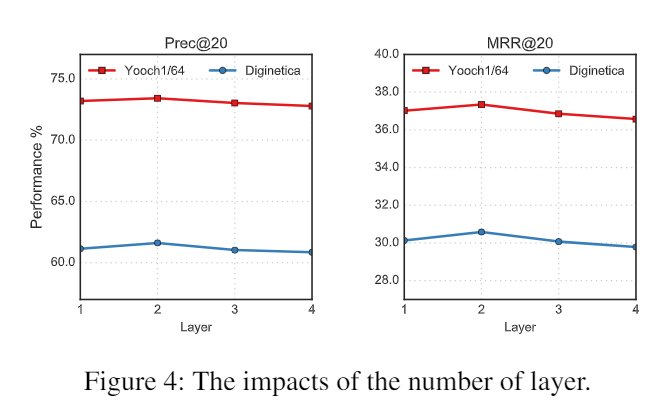 Prec@20
Yooch1/64 Diginetica
75.0
70.0
65.0
60.0
Performance %
1 2 3 4
Layer
MRR@20
Yooch1/64 Diginetica
40.0
38.0
36.0
34.0
32.0
30.0
28.0
1 2 3 4
Layer
Figure 4: The impacts of the number of layer.